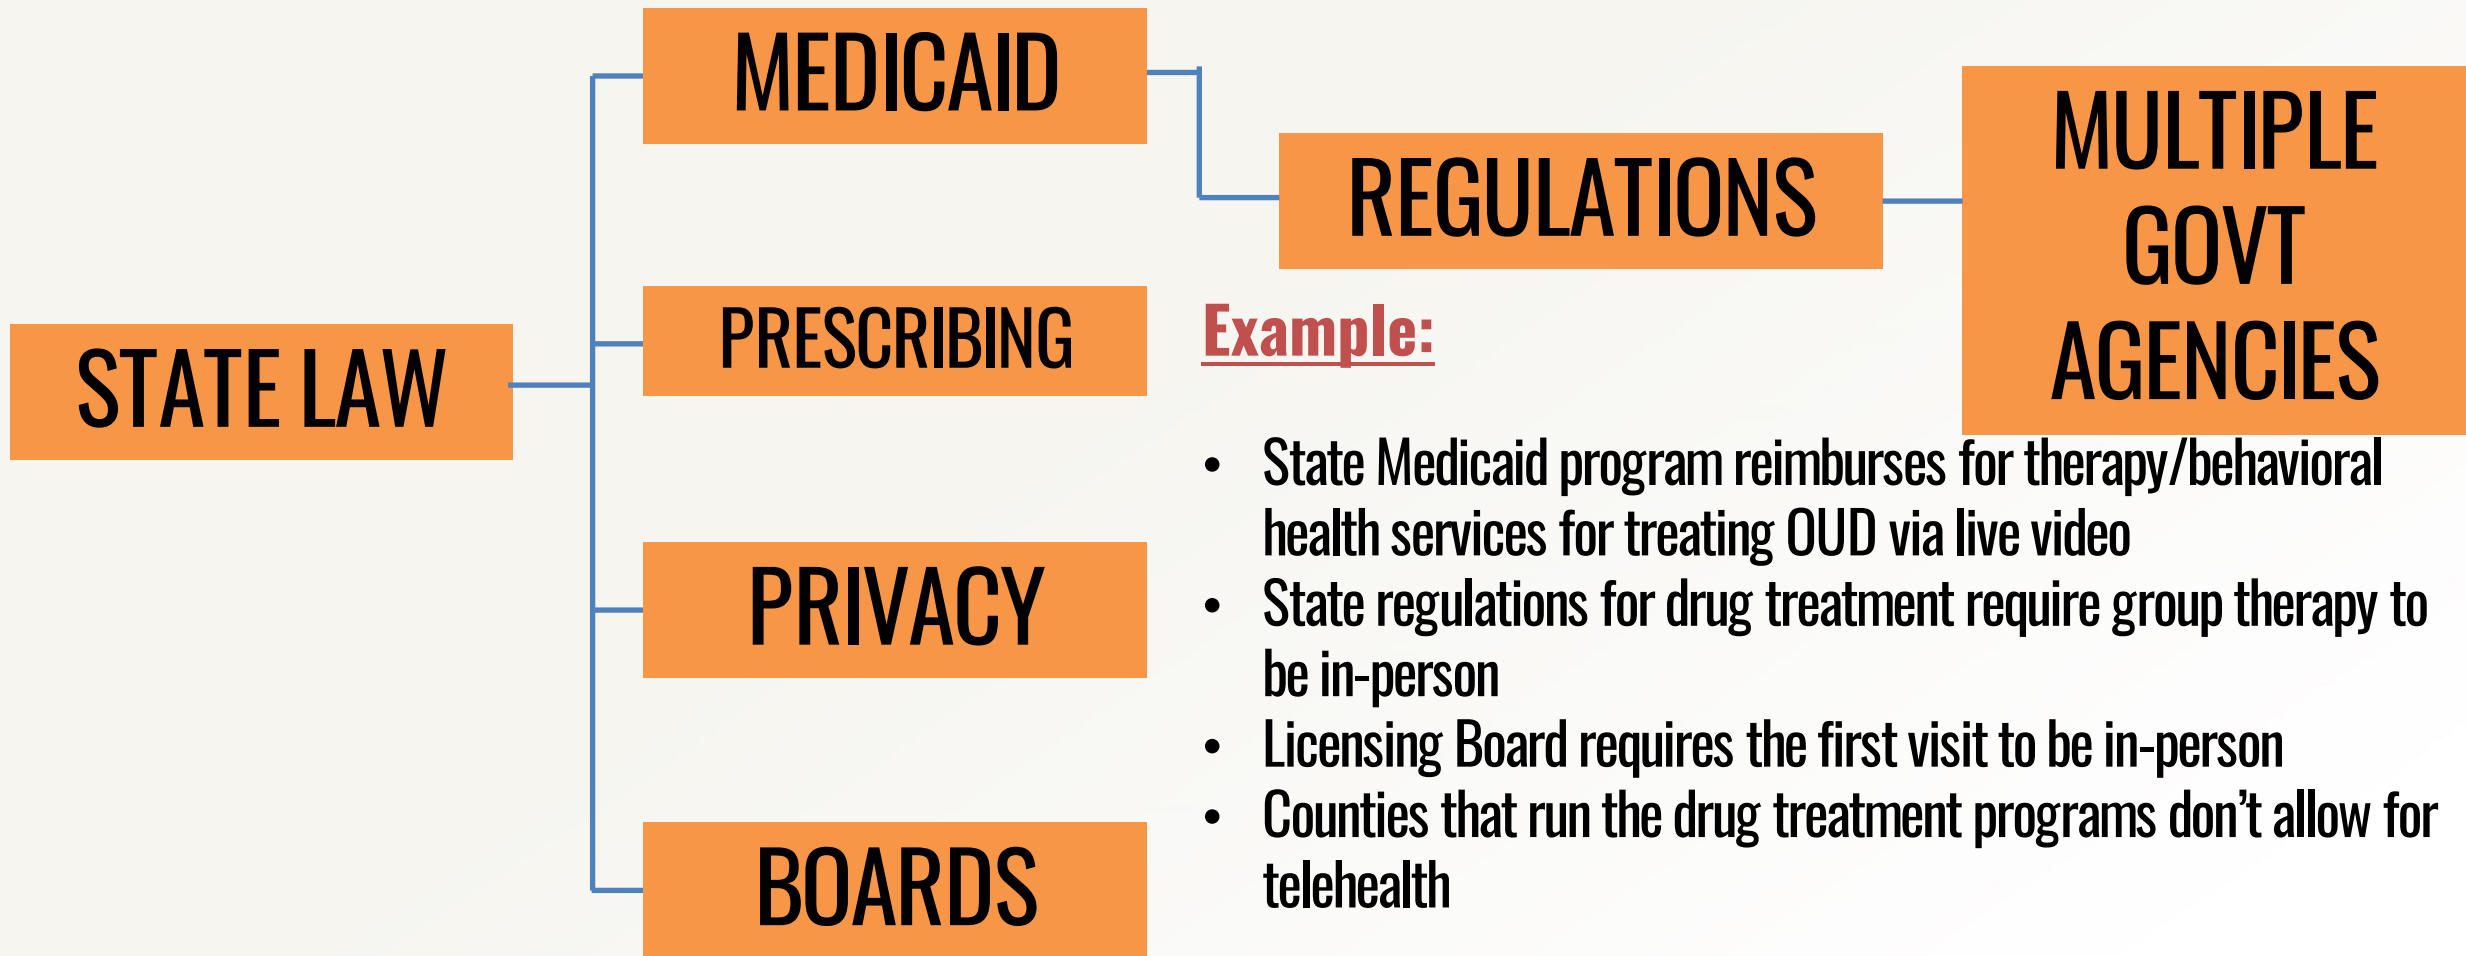 STATE LAW
MEDICAID
PRESCRIBING
PRIVACY
BOARDS
REGULATIONS
MULTIPLE
GOVT
AGENCIES
Example:
• State Medicaid program reimburses for therapy/behavioral
health services for treating OUD via live video
• State regulations for drug treatment require group therapy to
be in-person
• Licensing Board requires the first visit to be in-person
• Counties that run the drug treatment programs don’t allow for
telehealth